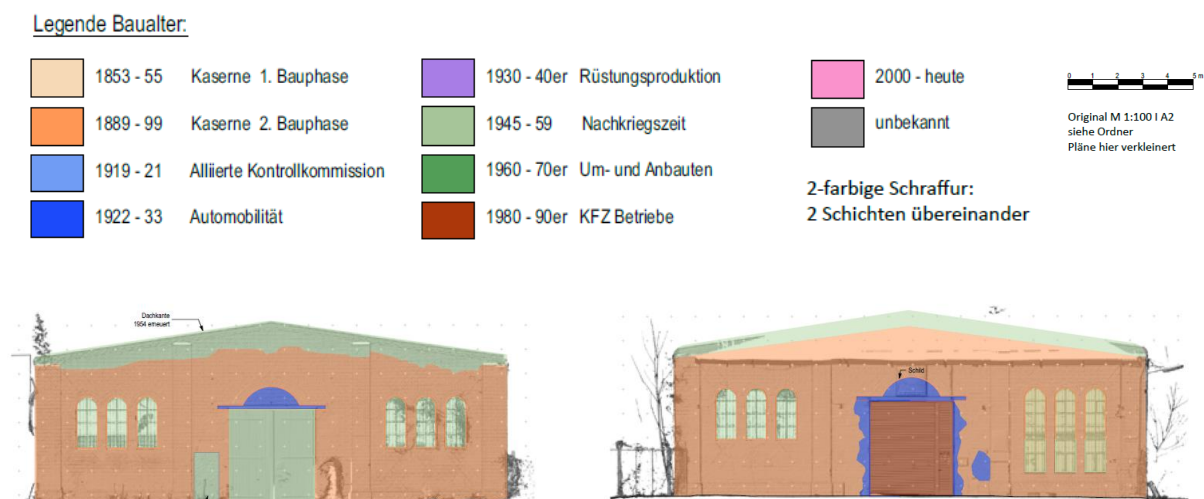 Legende Baualter:
1853 - 55 Kaserne 1. Bauphase
1889 - 99 Kaserne 2. Bauphase
1919 - 21 Alliierte Kontrollkommission
1922 - 33 Automobilität
1930 - 40er Rüstungsproduktion
1945 - 59 Nachkriegszeit
1960 - 70er Um- und Anbauten
1980 - 90er KFZ Betriebe
2000 - heute
unbekannt
2-farbige Schraffur:
2 Schichten übereinander
0 1 2 3 4 5 m
Original M 1:100 I A2
siehe Ordner
Pläne hier verkleinert
Dachkante
1954 erneuert
Schild